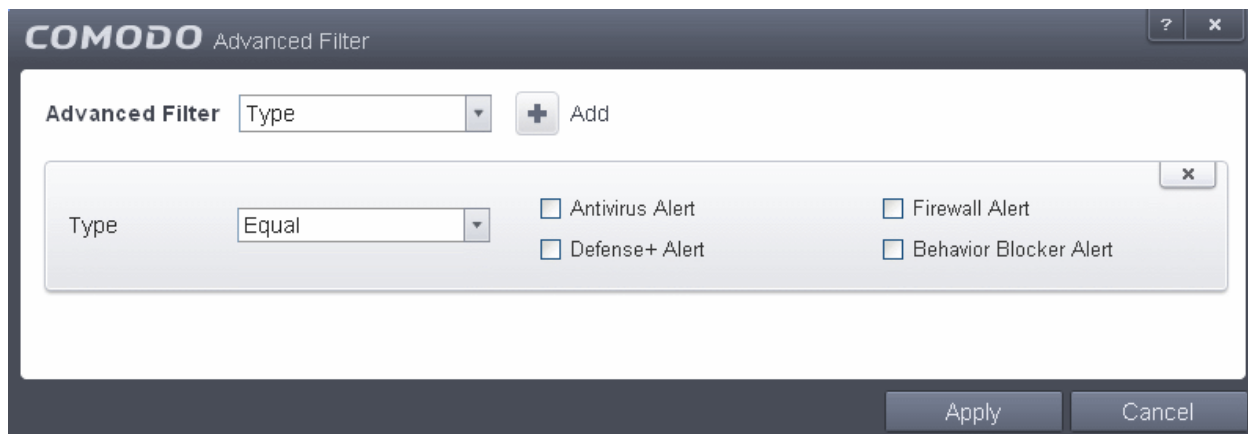 COMODO Advanced Filter ? x
Advanced Filter Type + Add
x
Type Equal Antivirus Alert Firewall Alert
Defense+ Alert Behavior Blocker Alert
Apply Cancel